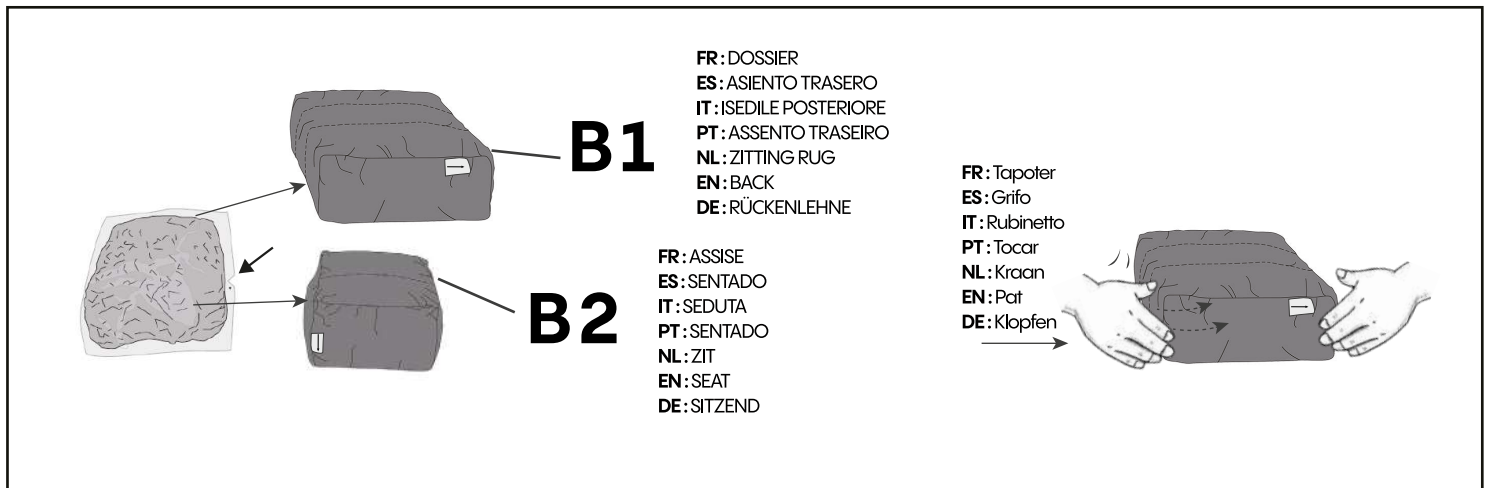 B1
FR: DOSSIER
ES: ASIENTO TRASERO
IT: ISEDILE POSTERIORE
PT: ASSENTO TRASEIRO
NL: ZITTING RUG
EN: BACK
DE: RÜCKENLEHNE
B2
FR: ASSISE
ES: SENTADO
IT: SEDUTA
PT: SENTADO
NL: ZIT
EN: SEAT
DE: SITZEND
FR: Tapoter
ES: Grifo
IT: Rubinetto
PT: Tocar
NL: Kraan
EN: Pat
DE: Klopfen